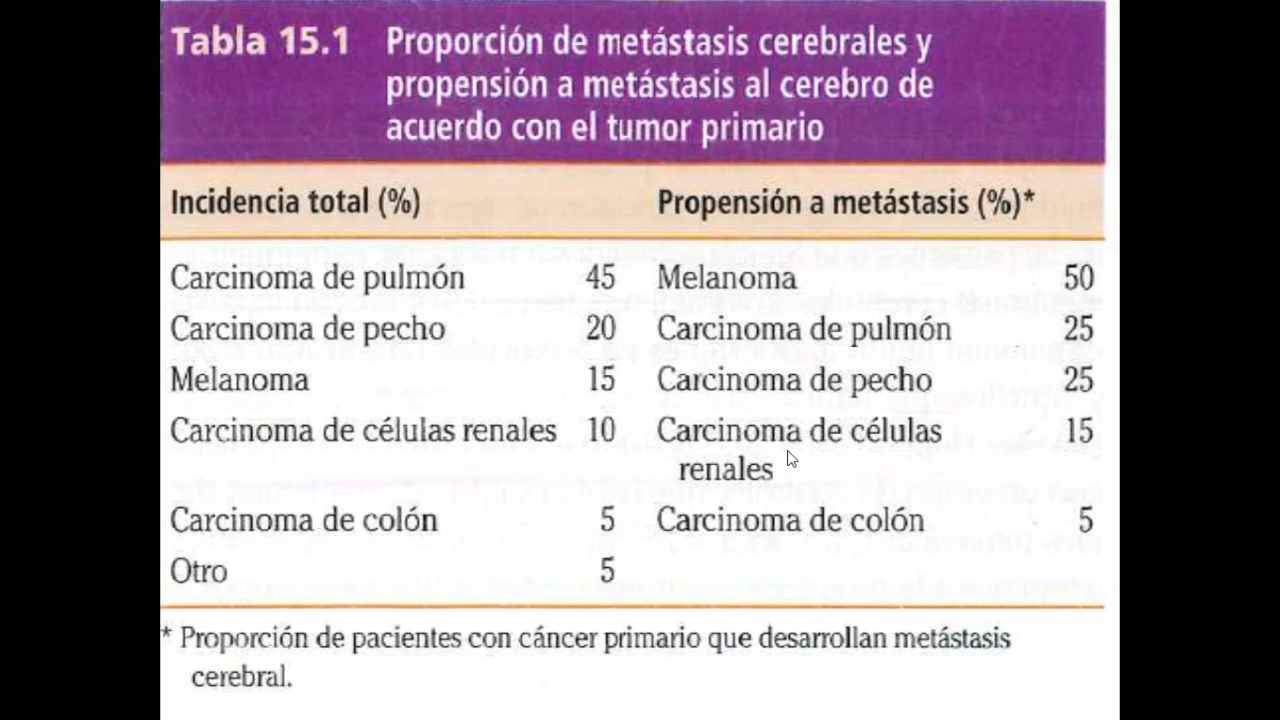 Tabla 15.1 Proporción de metástasis cerebrales y
propensión a metástasis al cerebro de
acuerdo con el tumor primario
Incidencia total (%) Propensión a metástasis (%)*
Carcinoma de pulmón 45 Melanoma 50
Carcinoma de pecho 20 Carcinoma de pulmón 25
Melanoma 15 Carcinoma de pecho 25
Carcinoma de células renales 10 Carcinoma de células 15
renales
Carcinoma de colón 5 Carcinoma de colón 5
Otro 5
* Proporción de pacientes con cáncer primario que desarrollan metástasis
cerebral.